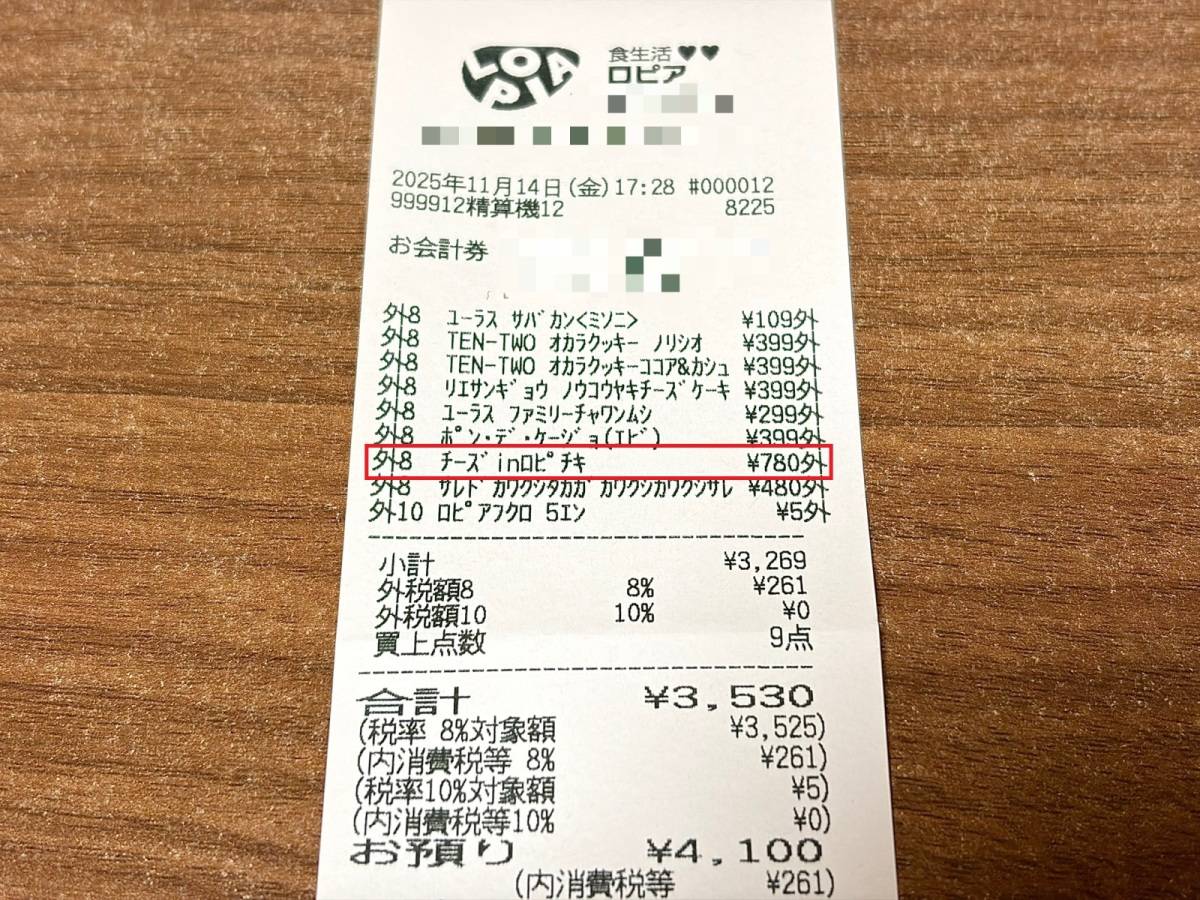 LOPIA
食生活♥♥
ロピア
2025年11月14日(金)17:28 #000012
999912精算機12 8225
お会計券
外8 ﾕｰﾗｽ ｻﾊﾞｶﾝ<ﾐｿﾆ> ¥109外
外8 TEN-TWO ｵｶﾗｸｯｷｰ ﾉﾘｼｵ ¥399外
外8 TEN-TWO ｵｶﾗｸｯｷｰｺｺｱ&ｶｼｭ ¥399外
外8 ﾘｴｻﾝｷﾞｮｳ ﾉｳｺｳﾔｷﾁｰｽﾞｹｰｷ ¥399外
外8 ﾕｰﾗｽ ﾌｧﾐﾘｰﾁｬﾜﾝﾑｼ ¥299外
外8 ﾎﾟﾝ･ﾃﾞ･ｹｰｼﾞｮ(ｴﾋﾞ) ¥399外
外8 ﾁｰｽﾞinﾛﾋﾟﾁｷ ¥780外
外8 ｻﾚﾄﾞｶﾜｸｼﾀｶｶﾞｶﾜｸｼｶﾜｸｼｻﾚ ¥480外
外10 ﾛﾋﾟｱﾌｸﾛ 5ｴﾝ ¥5外
小計 ¥3,269
外税額8 8% ¥261
外税額10 10% ¥0
買上点数 9点
合計 ¥3,530
(税率 8%対象額 ¥3,525)
(内消費税等 8% ¥261)
(税率10%対象額 ¥5)
(内消費税等10% ¥0)
お預り ¥4,100
(内消費税等 ¥261)